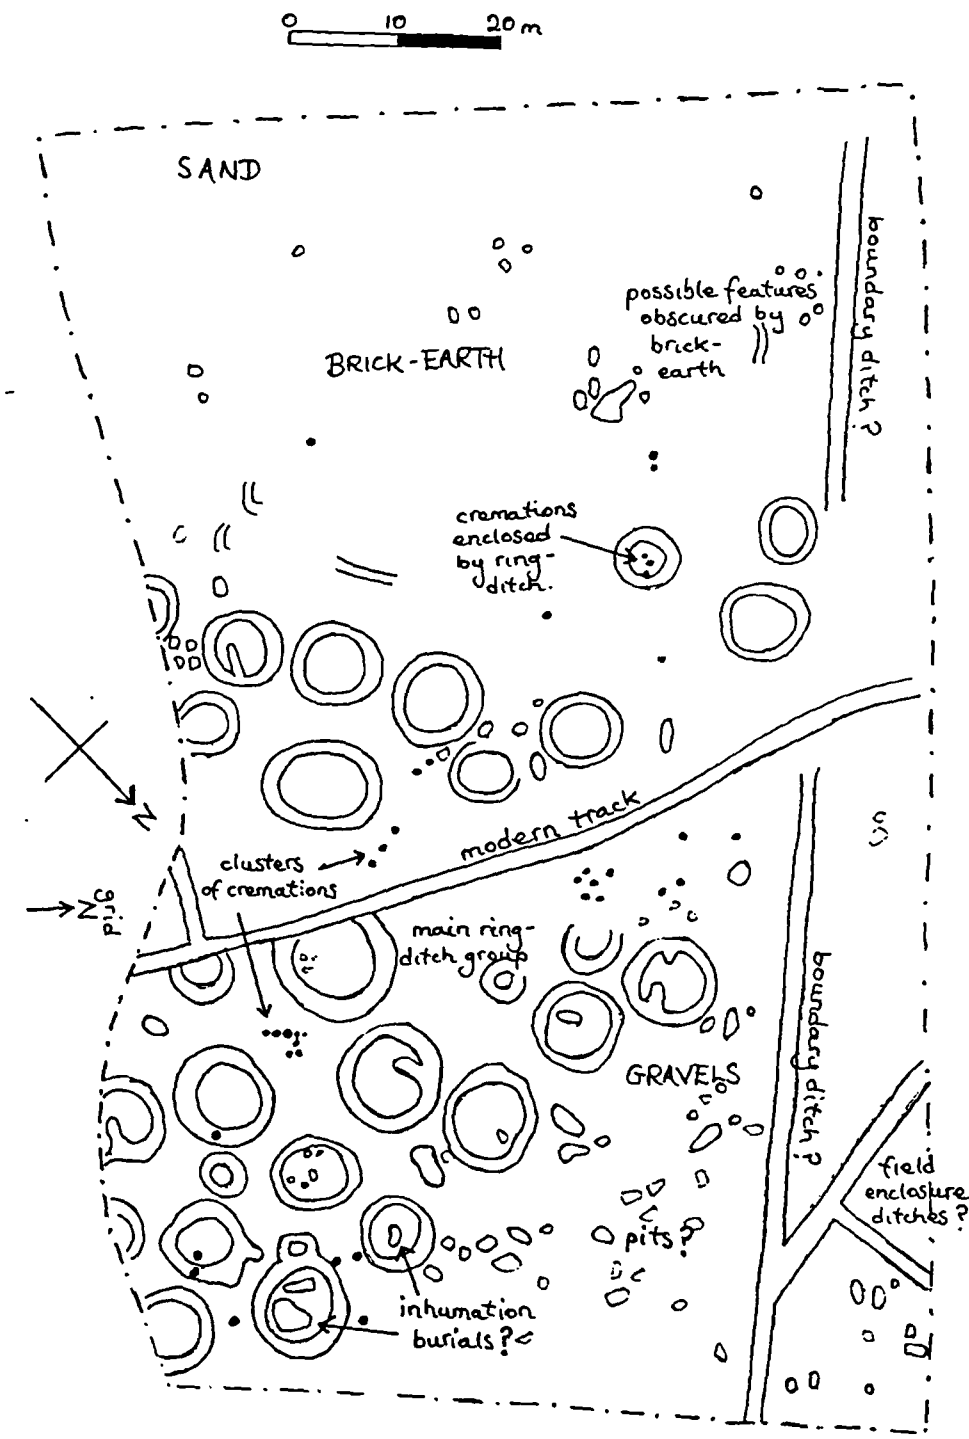 0 10 20 m
SAND
boundary ditch?
possible features
obscured by
brick-
earth
BRICK-EARTH
cremations
enclosed
by ring-
ditch.
N
modern track
clusters
of cremations
grid
N
main ring-
ditch group
boundary ditch?
GRAVELS
field
enclosure
ditches?
pits?
inhumation
burials?